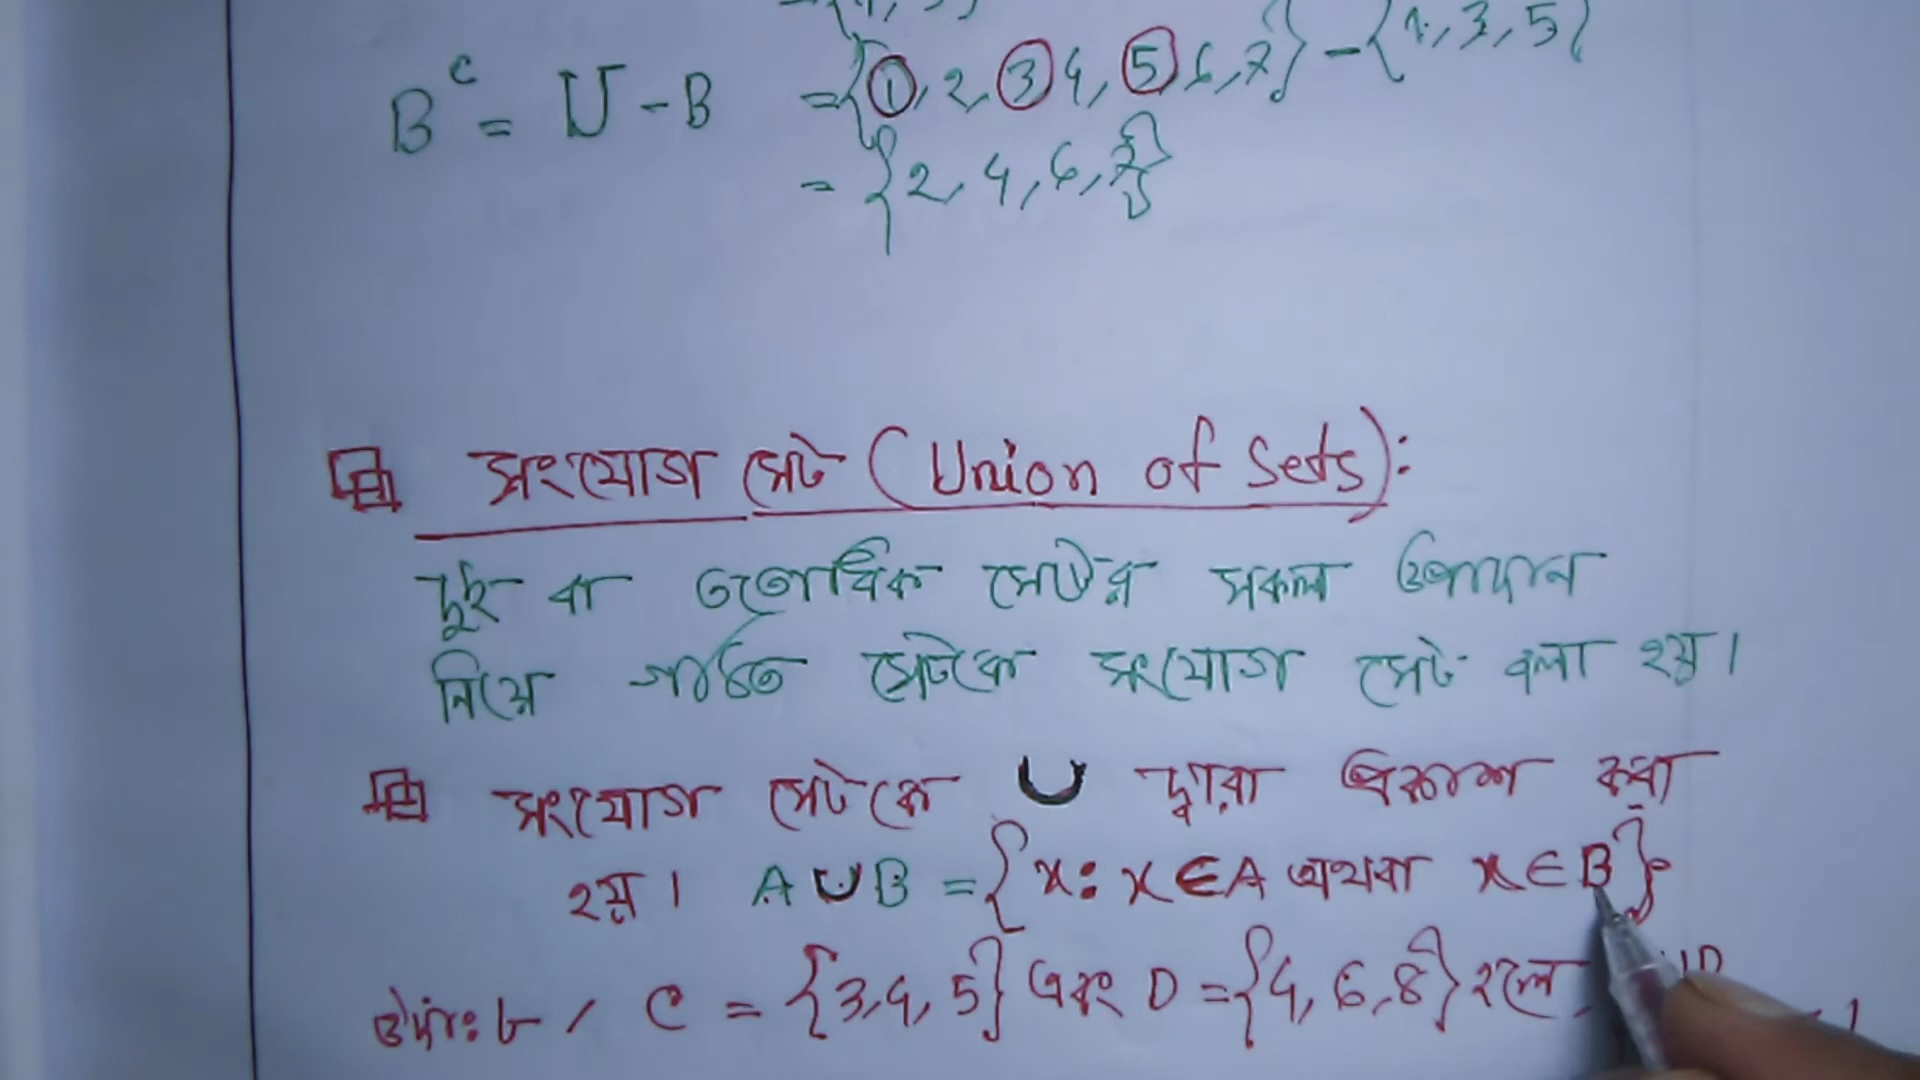 B^c = U - B = {1, 2, 3, 4, 5, 6, 7} - {1, 3, 5}
= {2, 4, 6, 7}
সংযোগ সেট (Union of Sets):
দুই বা ততোধিক সেটের সকল উপাদান
নিয়ে গঠিত সেটকে সংযোগ সেট বলা হয়।
সংযোগ সেটকে ∪ দ্বারা প্রকাশ করা
হয়। A∪B = {x: x∈A অথবা x∈B}
উদা: ৮/ C = {3,4,5} এবং D = {4, 6, 8} হলে,